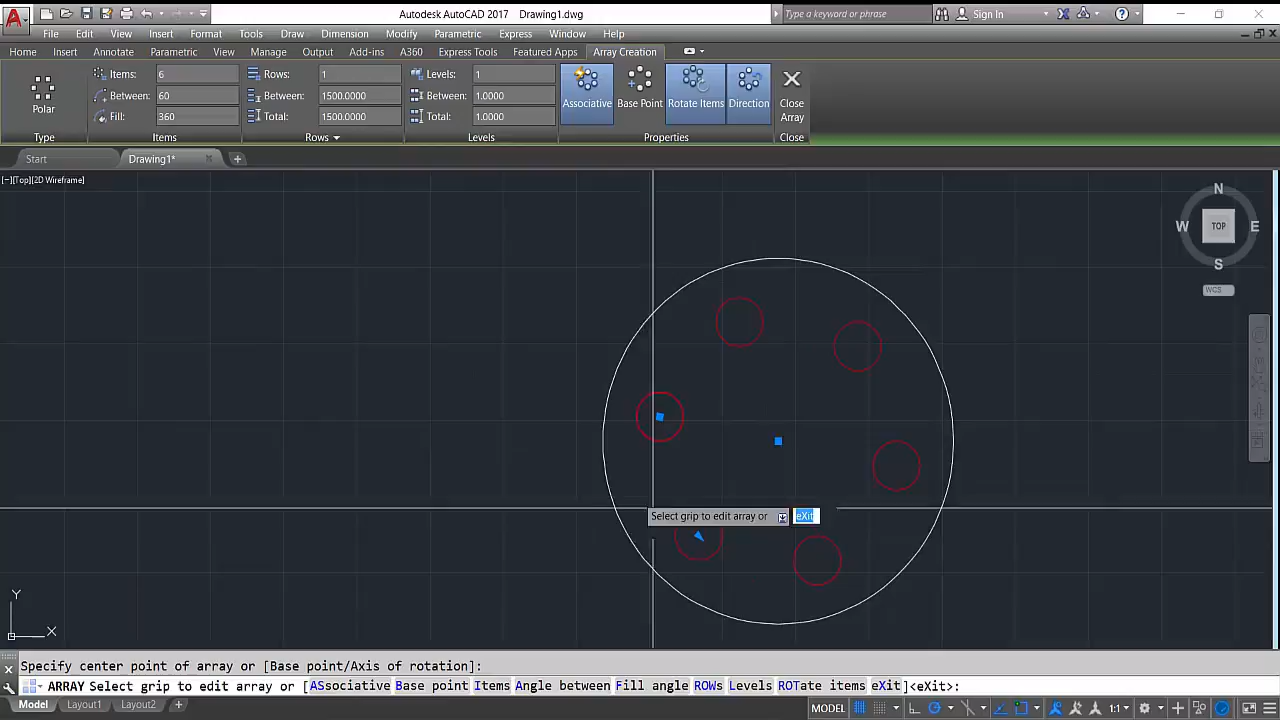 A Autodesk AutoCAD 2017 Drawing1.dwg Type a keyword or phrase Sign In
File Edit View Insert Format Tools Draw Dimension Modify Parametric Express Window Help
Home Insert Annotate Parametric View Manage Output Add-ins A360 Express Tools Featured Apps Array Creation
Items: 6 Rows: 1 Levels: 1
Between: 60 Between: 1500.0000 Between: 1.0000
Fill: 360 Total: 1500.0000 Total: 1.0000
Polar Associative Base Point Rotate Items Direction Close Array
Type Items Rows Levels Properties Close
Start Drawing1* +
[−][Top][2D Wireframe]
N
W TOP E
S
WCS
Select grip to edit array or eXit
Y
X
Specify center point of array or [Base point/Axis of rotation]:
ARRAY Select grip to edit array or [ASsociative Base point Items Angle between Fill angle ROWs Levels ROTate items eXit]<eXit>:
Model Layout1 Layout2 + MODEL 1:1